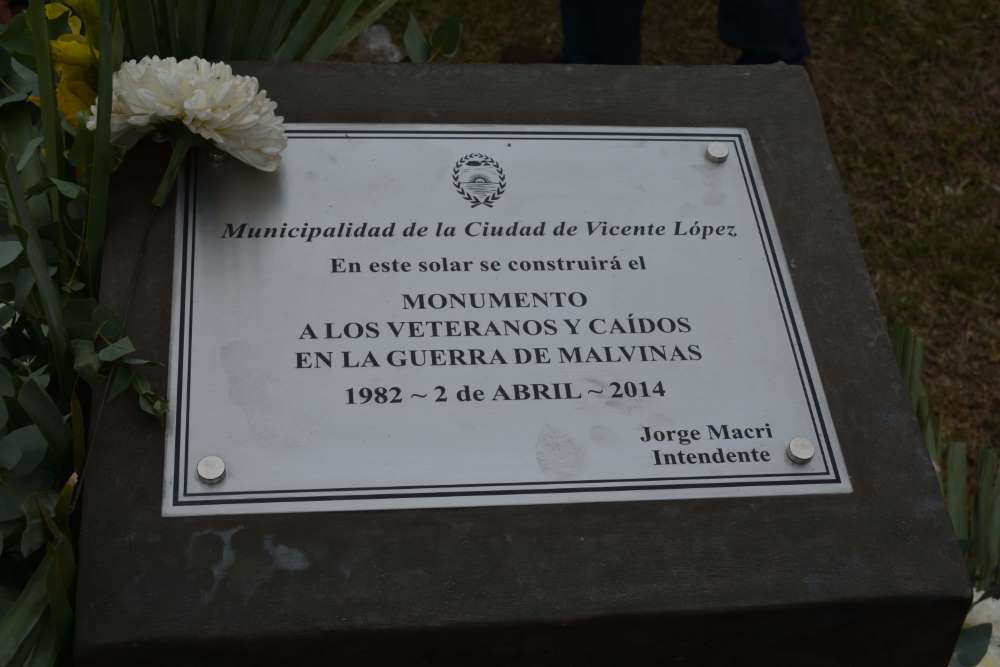 Municipalidad de la Ciudad de Vicente López
En este solar se construirá el
MONUMENTO
A LOS VETERANOS Y CAÍDOS
EN LA GUERRA DE MALVINAS
1982 ~ 2 de ABRIL ~ 2014
Jorge Macri
Intendente